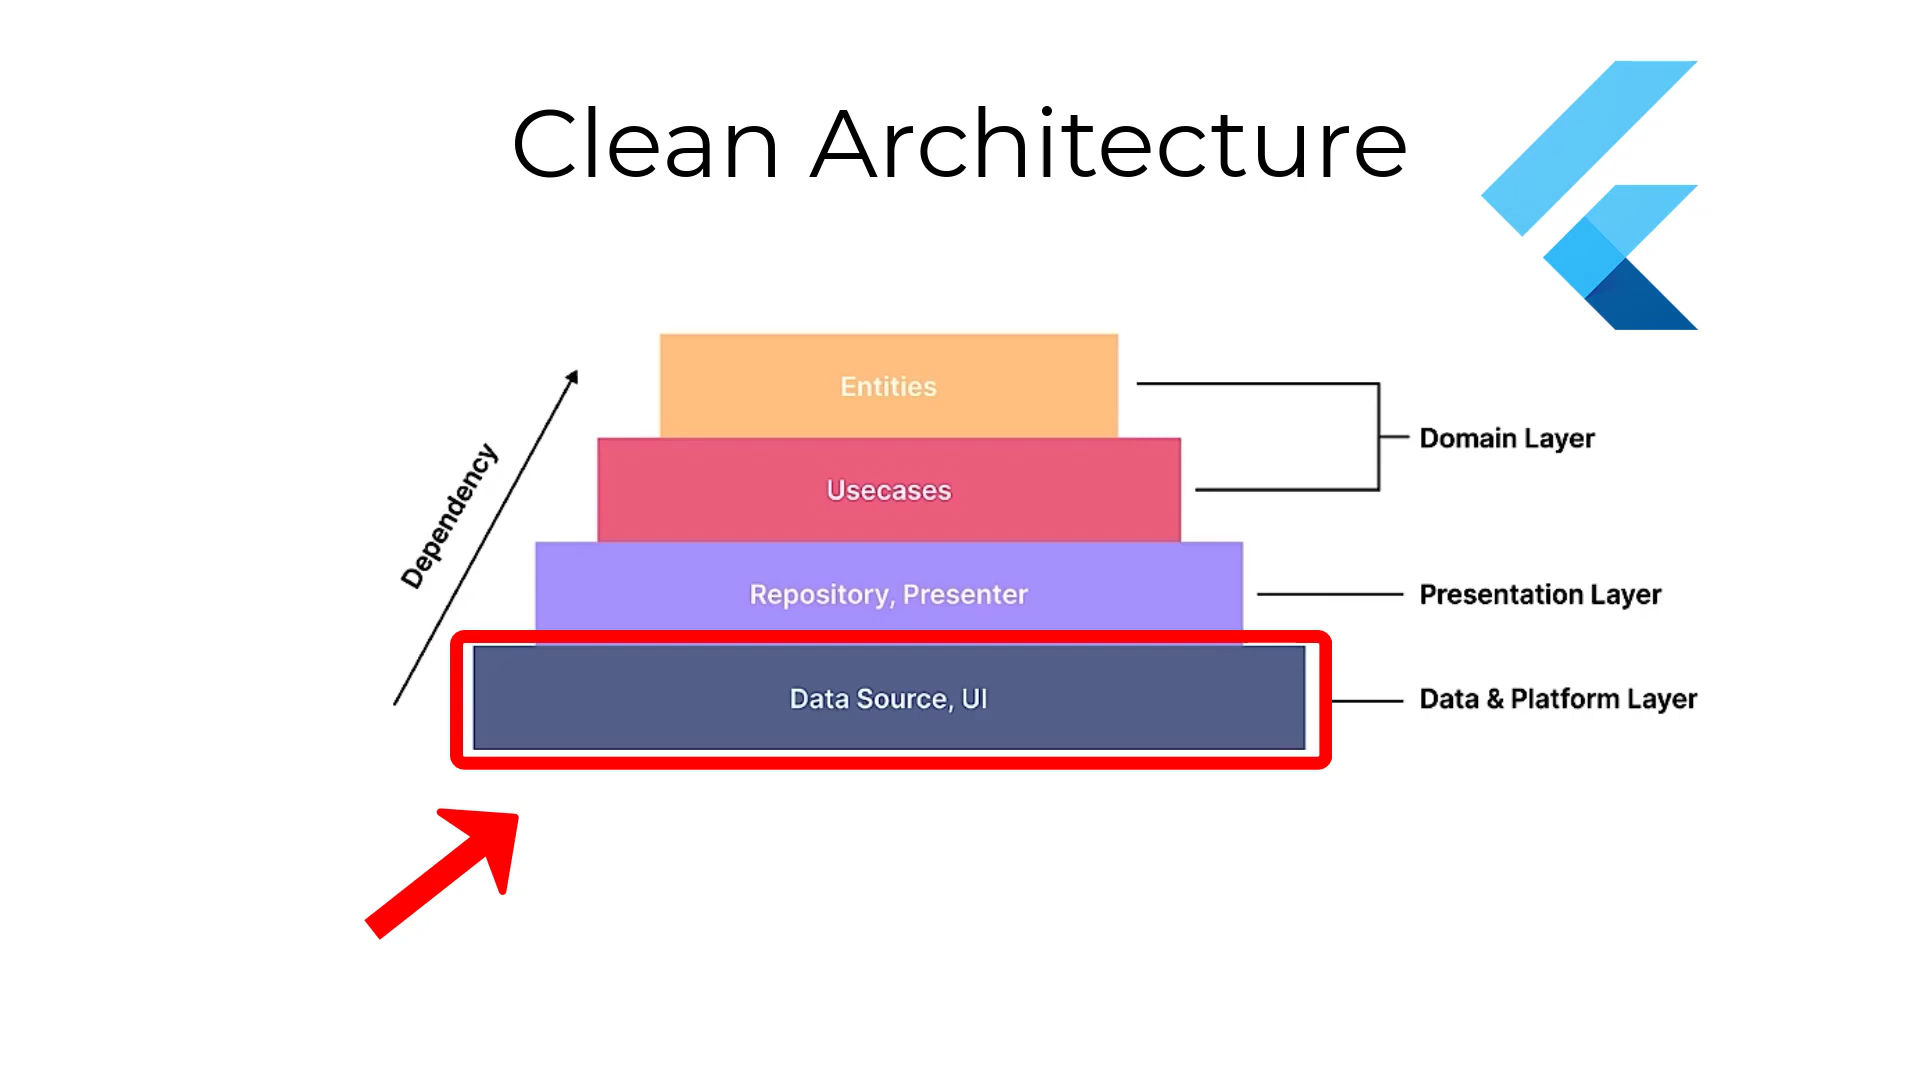 Clean Architecture
Entities
Domain Layer
Usecases
Dependency
Repository, Presenter
Presentation Layer
Data Source, UI
Data & Platform Layer